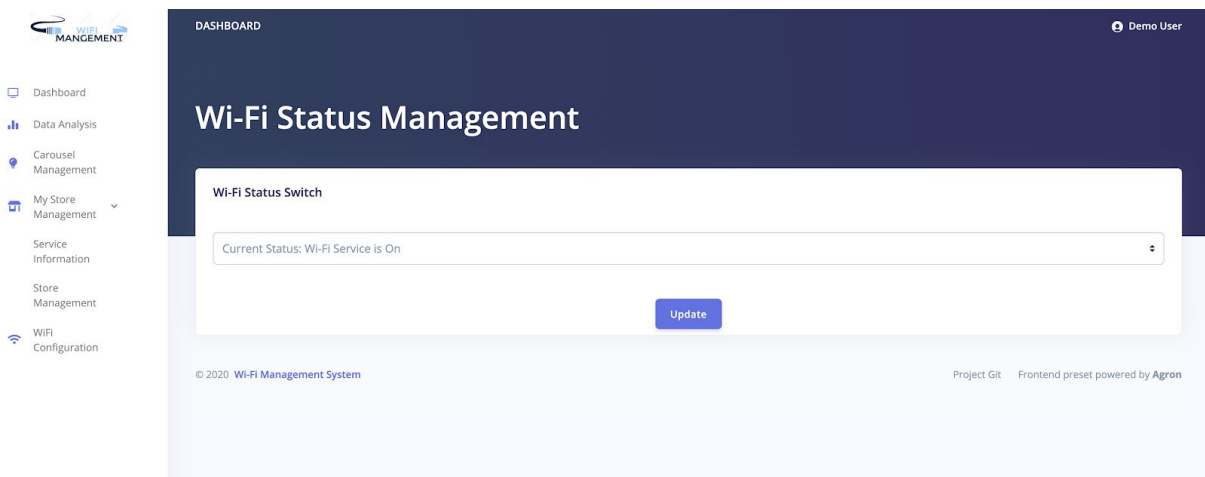 WIFI
MANGEMENT
Dashboard
Data Analysis
Carousel
Management
My Store
Management
Service
Information
Store
Management
WiFi
Configuration
DASHBOARD
Demo User
Wi-Fi Status Management
Wi-Fi Status Switch
Current Status: Wi-Fi Service is On
Update
© 2020 Wi-Fi Management System
Project Git Frontend preset powered by Agron